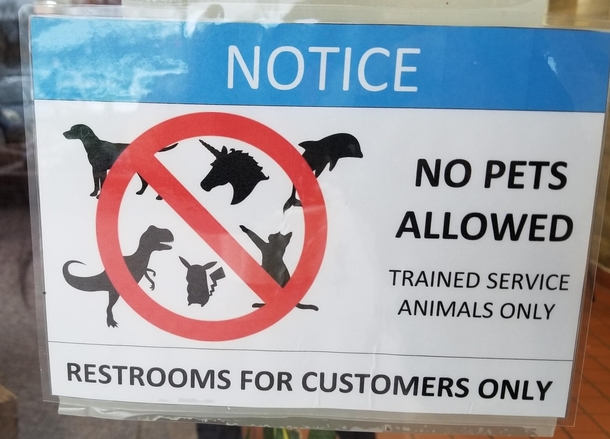 NOTICE
NO PETS
ALLOWED
TRAINED SERVICE
ANIMALS ONLY
RESTROOMS FOR CUSTOMERS ONLY